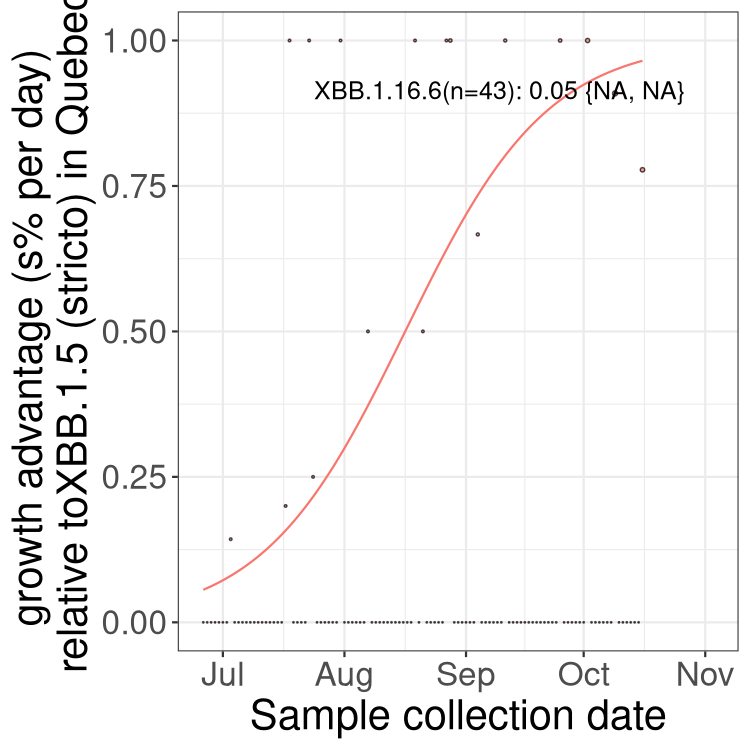 growth advantage (s% per day)
relative toXBB.1.5 (stricto) in Quebec
1.00
0.75
0.50
0.25
0.00
XBB.1.16.6(n=43): 0.05 {NA, NA}
Jul Aug Sep Oct Nov
Sample collection date